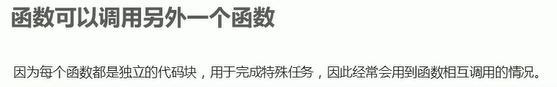 函数可以调用另外一个函数
因为每个函数都是独立的代码块，用于完成特殊任务，因此经常会用到函数相互调用的情况。